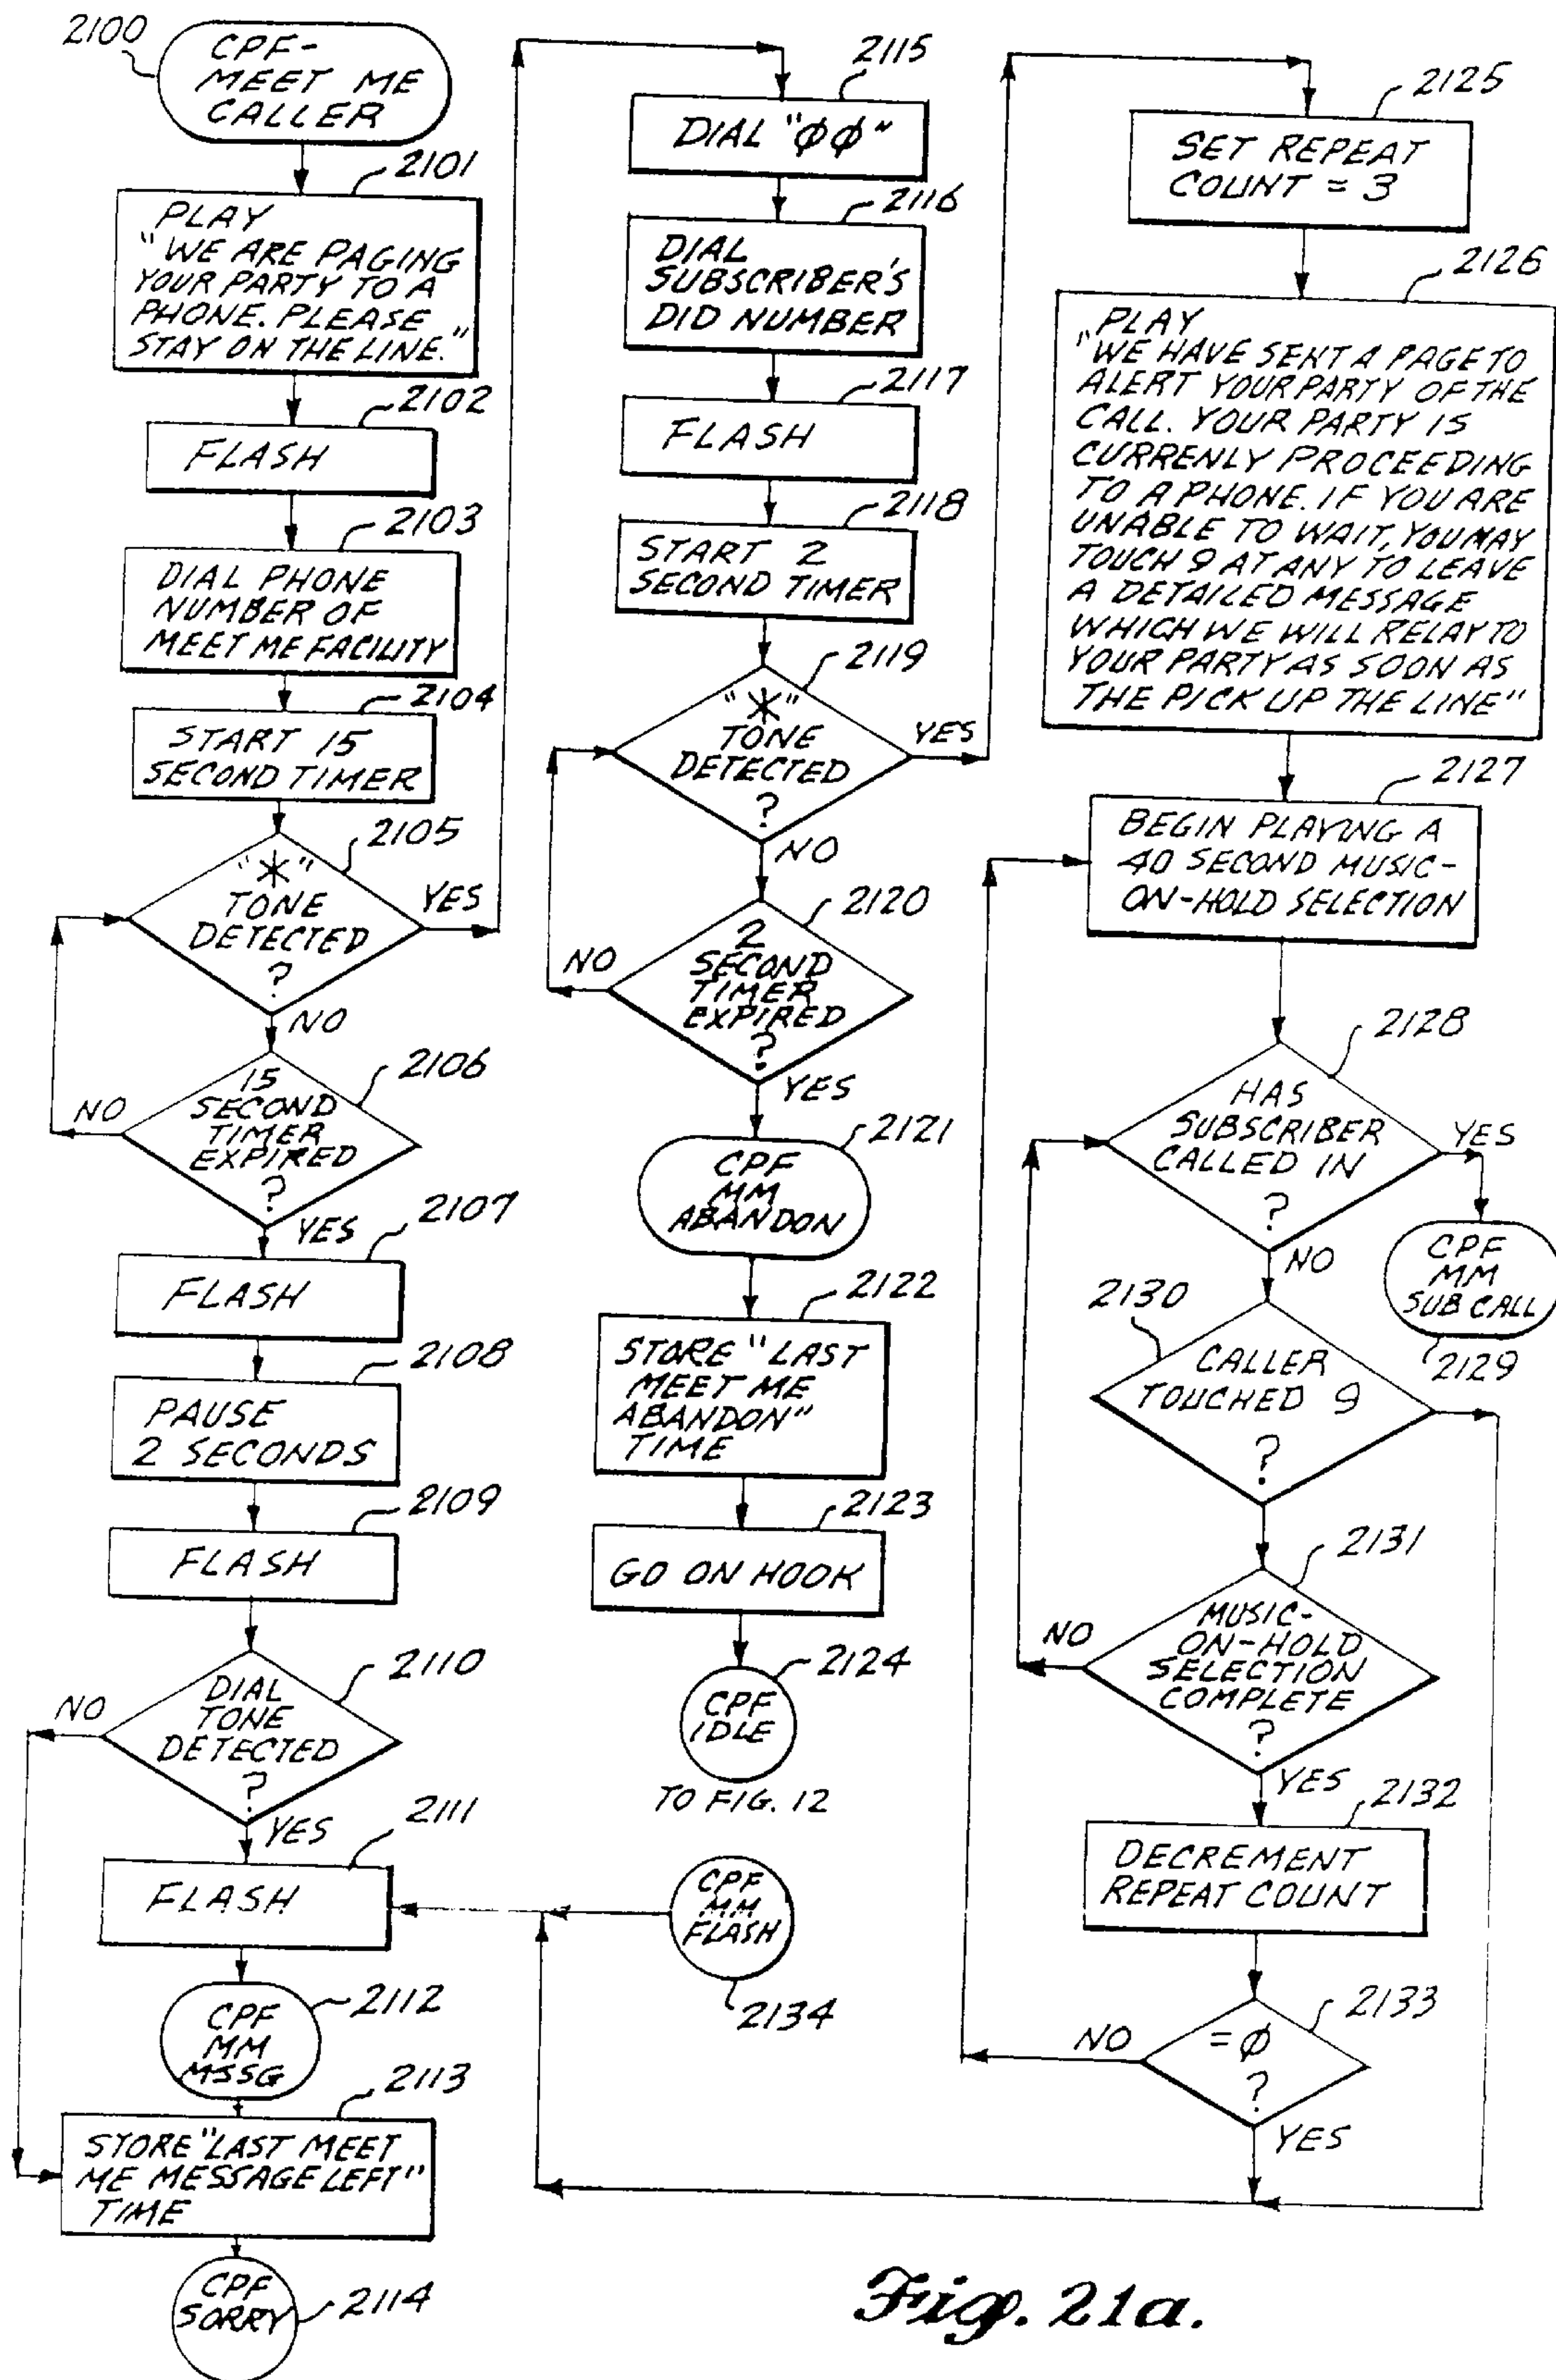 2100
CPF-
MEET ME
CALLER
2101
PLAY
"WE ARE PAGING
YOUR PARTY TO A
PHONE. PLEASE
STAY ON THE LINE."
2102
FLASH
2103
DIAL PHONE
NUMBER OF
MEET ME FACILITY
2104
START 15
SECOND TIMER
2105
"*"
TONE
DETECTED
?
YES
NO
2106
15
SECOND
TIMER
EXPIRED
?
NO
YES
2107
FLASH
2108
PAUSE
2 SECONDS
2109
FLASH
2110
DIAL
TONE
DETECTED
?
NO
YES
2111
FLASH
2112
CPF
MM
MSSG
2113
STORE "LAST MEET
ME MESSAGE LEFT"
TIME
CPF
SORRY
2114
2115
DIAL "ØØ"
2116
DIAL
SUBSCRIBER'S
DID NUMBER
2117
FLASH
2118
START 2
SECOND TIMER
2119
"*"
TONE
DETECTED
?
YES
NO
2120
2
SECOND
TIMER
EXPIRED
?
NO
YES
2121
CPF
MM
ABANDON
2122
STORE "LAST
MEET ME
ABANDON"
TIME
2123
GO ON HOOK
2124
CPF
IDLE
TO FIG. 12
CPF
MM
FLASH
2134
2125
SET REPEAT
COUNT = 3
2126
PLAY
"WE HAVE SENT A PAGE TO
ALERT YOUR PARTY OF THE
CALL. YOUR PARTY IS
CURRENLY PROCEEDING
TO A PHONE. IF YOU ARE
UNABLE TO WAIT, YOU MAY
TOUCH 9 AT ANY TO LEAVE
A DETAILED MESSAGE
WHICH WE WILL RELAY TO
YOUR PARTY AS SOON AS
THE PICK UP THE LINE"
2127
BEGIN PLAYING A
40 SECOND MUSIC-
ON-HOLD SELECTION
2128
HAS
SUBSCRIBER
CALLED IN
?
YES
NO
CPF
MM
SUB CALL
2129
2130
CALLER
TOUCHED 9
?
2131
MUSIC-
ON-HOLD
SELECTION
COMPLETE
?
NO
YES
2132
DECREMENT
REPEAT COUNT
2133
=Ø
?
NO
YES
Fig. 21a.